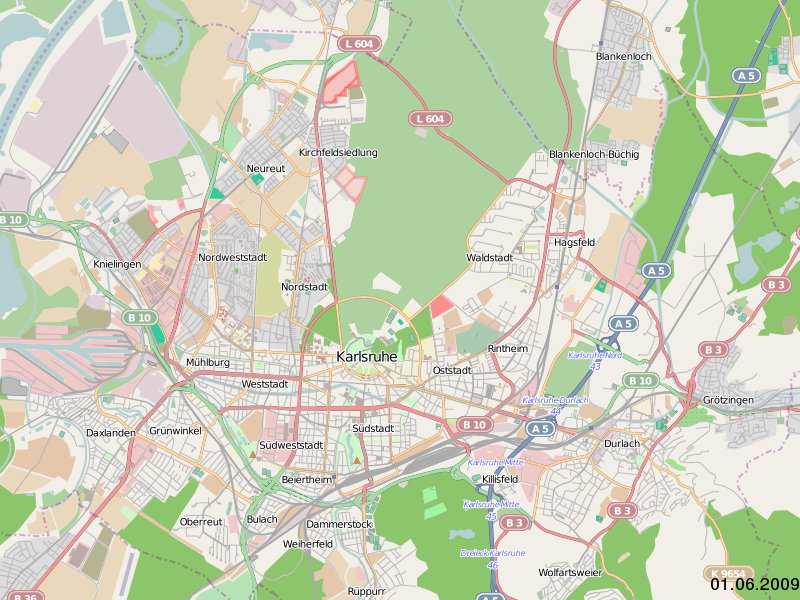 L 604
Blankenloch
A 5
L 604
Kirchfeldsiedlung
Blankenloch-Büchig
Neureut
B 10
Hagsfeld
Nordweststadt
Waldstadt
Knielingen
A 5
Nordstadt
B 3
B 10
A 5
Rintheim
B 3
Karlsruhe
Karlsruhe-Nord
43
Mühlburg
Oststadt
B 10
Weststadt
Karlsruhe-Durlach
44
Grötzingen
Daxlanden
Grünwinkel
Südstadt
B 10
A 5
Südweststadt
Durlach
Karlsruhe Mitte
Beiertheim
Killisfeld
Karlsruhe-Mitte
45
B 3
Oberreut
Bulach
Dammerstock
B 3
Weiherfeld
Dreieck Karlsruhe
46
Wolfartsweier
K 9654
01.06.2009
Rüppurr
B 36
A 5